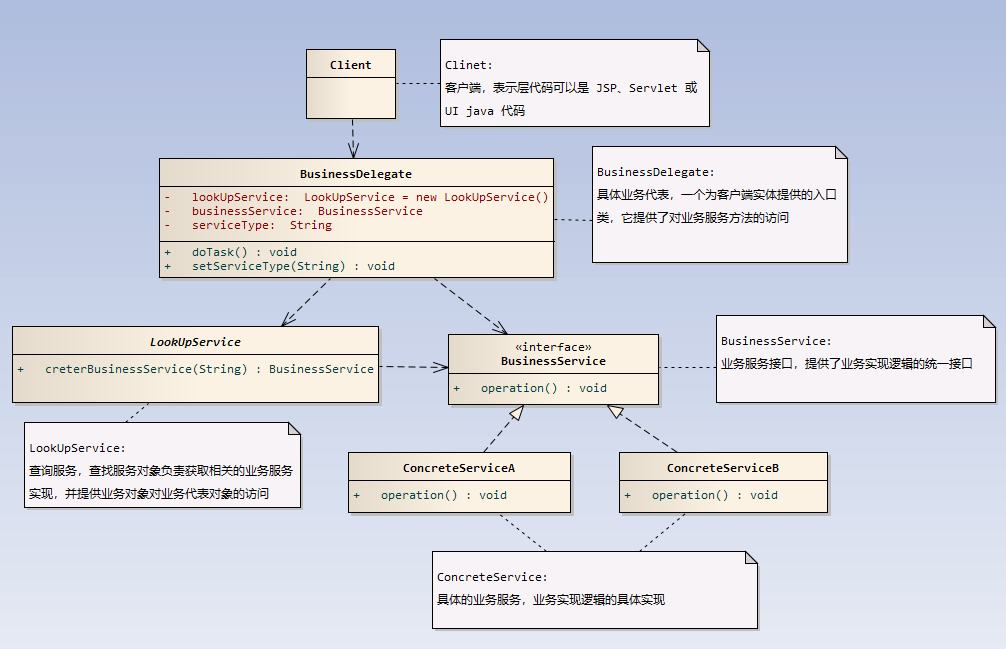 Client
Clinet:
客户端，表示层代码可以是 JSP、Servlet 或
UI java 代码
BusinessDelegate
- lookUpService: LookUpService = new LookUpService()
- businessService: BusinessService
- serviceType: String
+ doTask() : void
+ setServiceType(String) : void
BusinessDelegate:
具体业务代表，一个为客户端实体提供的入口
类，它提供了对业务服务方法的访问
LookUpService
+ creterBusinessService(String) : BusinessService
«interface»
BusinessService
+ operation() : void
BusinessService:
业务服务接口，提供了业务实现逻辑的统一接口
LookUpService:
查询服务，查找服务对象负责获取相关的业务服务
实现，并提供业务对象对业务代表对象的访问
ConcreteServiceA
+ operation() : void
ConcreteServiceB
+ operation() : void
ConcreteService:
具体的业务服务，业务实现逻辑的具体实现